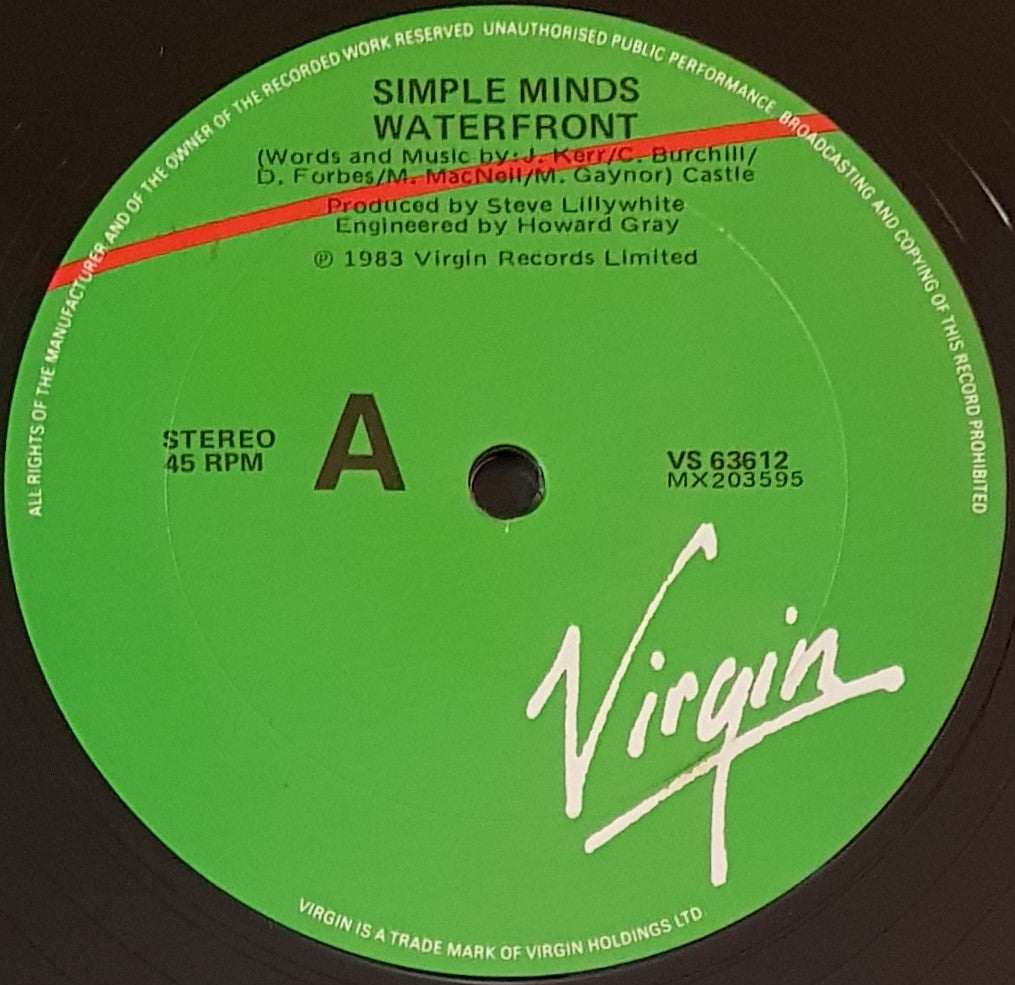 ALL RIGHTS OF THE MANUFACTURER AND OF THE OWNER OF THE RECORDED WORK RESERVED UNAUTHORISED PUBLIC PERFORMANCE BROADCASTING AND COPYING OF THIS RECORD PROHIBITED
SIMPLE MINDS
WATERFRONT
(Words and Music by: J. Kerr/C. Burchill/
D. Forbes/M. MacNeil/M. Gaynor) Castle
Produced by Steve Lillywhite
Engineered by Howard Gray
℗ 1983 Virgin Records Limited
STEREO
45 RPM
A
VS 63612
MX203595
Virgin
VIRGIN IS A TRADE MARK OF VIRGIN HOLDINGS LTD